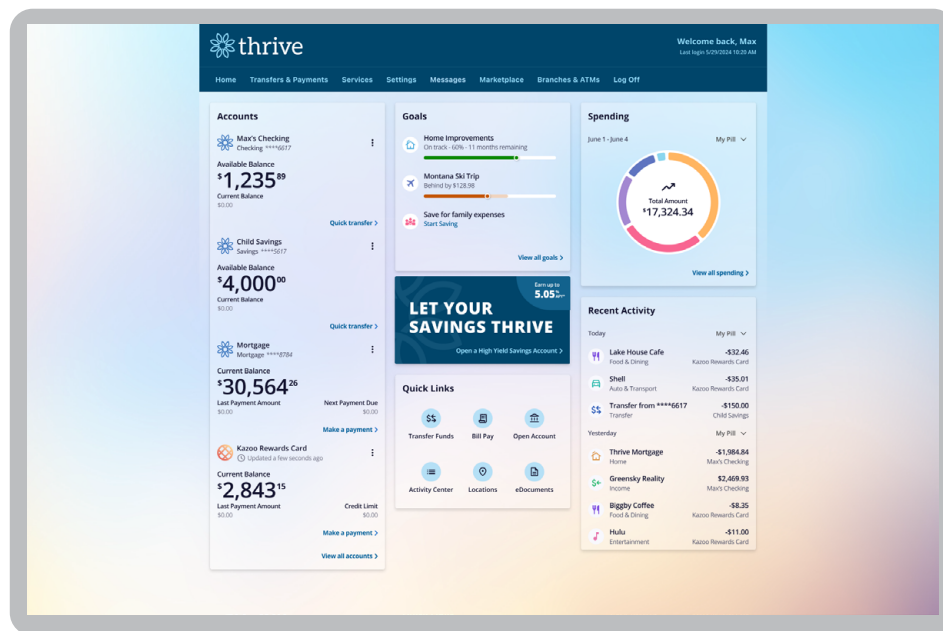 thrive
Welcome back, Max
Last login 5/29/2024 10:20 AM
Home Transfers & Payments Services Settings Messages Marketplace Branches & ATMs Log Off
Accounts
Max's Checking
Checking ****6617
Available Balance
$1,235.89
Current Balance
$0.00
Quick transfer >
Child Savings
Savings ****5617
Available Balance
$4,000.00
Current Balance
$0.00
Quick transfer >
Mortgage
Mortgage ****8784
Current Balance
$30,564.26
Last Payment Amount Next Payment Due
$0.00 $0.00
Make a payment >
Kazoo Rewards Card
Updated a few seconds ago
Current Balance
$2,843.15
Last Payment Amount Credit Limit
$0.00 $0.00
Make a payment >
View all accounts >
Goals
Home Improvements
On track - 60% - 11 months remaining
Montana Ski Trip
Behind by $128.98
Save for family expenses
Start Saving
View all goals >
Earn up to
5.05% APY
LET YOUR
SAVINGS THRIVE
Open a High Yield Savings Account >
Quick Links
Transfer Funds Bill Pay Open Account
Activity Center Locations eDocuments
Spending
June 1 - June 4 My Pill
Total Amount
$17,324.34
View all spending >
Recent Activity
Today My Pill
Lake House Cafe -$32.46
Food & Dining Kazoo Rewards Card
Shell -$35.01
Auto & Transport Kazoo Rewards Card
Transfer from ****6617 -$150.00
Transfer Child Savings
Yesterday My Pill
Thrive Mortgage -$1,984.84
Home Max's Checking
Greensky Reality $2,469.93
Income Max's Checking
Biggby Coffee -$8.35
Food & Dining Kazoo Rewards Card
Hulu -$11.00
Entertainment Kazoo Rewards Card